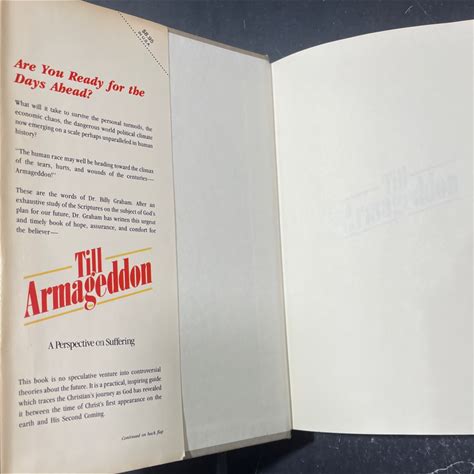 $8.95
Are You Ready for the
Days Ahead?
What will it take to survive the personal turmoils, the
economic chaos, the dangerous world political climate
now emerging on a scale perhaps unparalleled in human
history?
"The human race may well be heading toward the climax
of the tears, hurts, and wounds of the centuries—
Armageddon!"
These are the words of Dr. Billy Graham. After an
exhaustive study of the Scriptures on the subject of God's
plan for our future, Dr. Graham has written this urgent
and timely book of hope, assurance, and comfort for
the believer—
Till
Armageddon
A Perspective on Suffering
This book is no speculative venture into controversial
theories about the future. It is a practical, inspiring guide
which traces the Christian's journey as God has revealed
it between the time of Christ's first appearance on the
earth and His Second Coming.
Continued on back flap